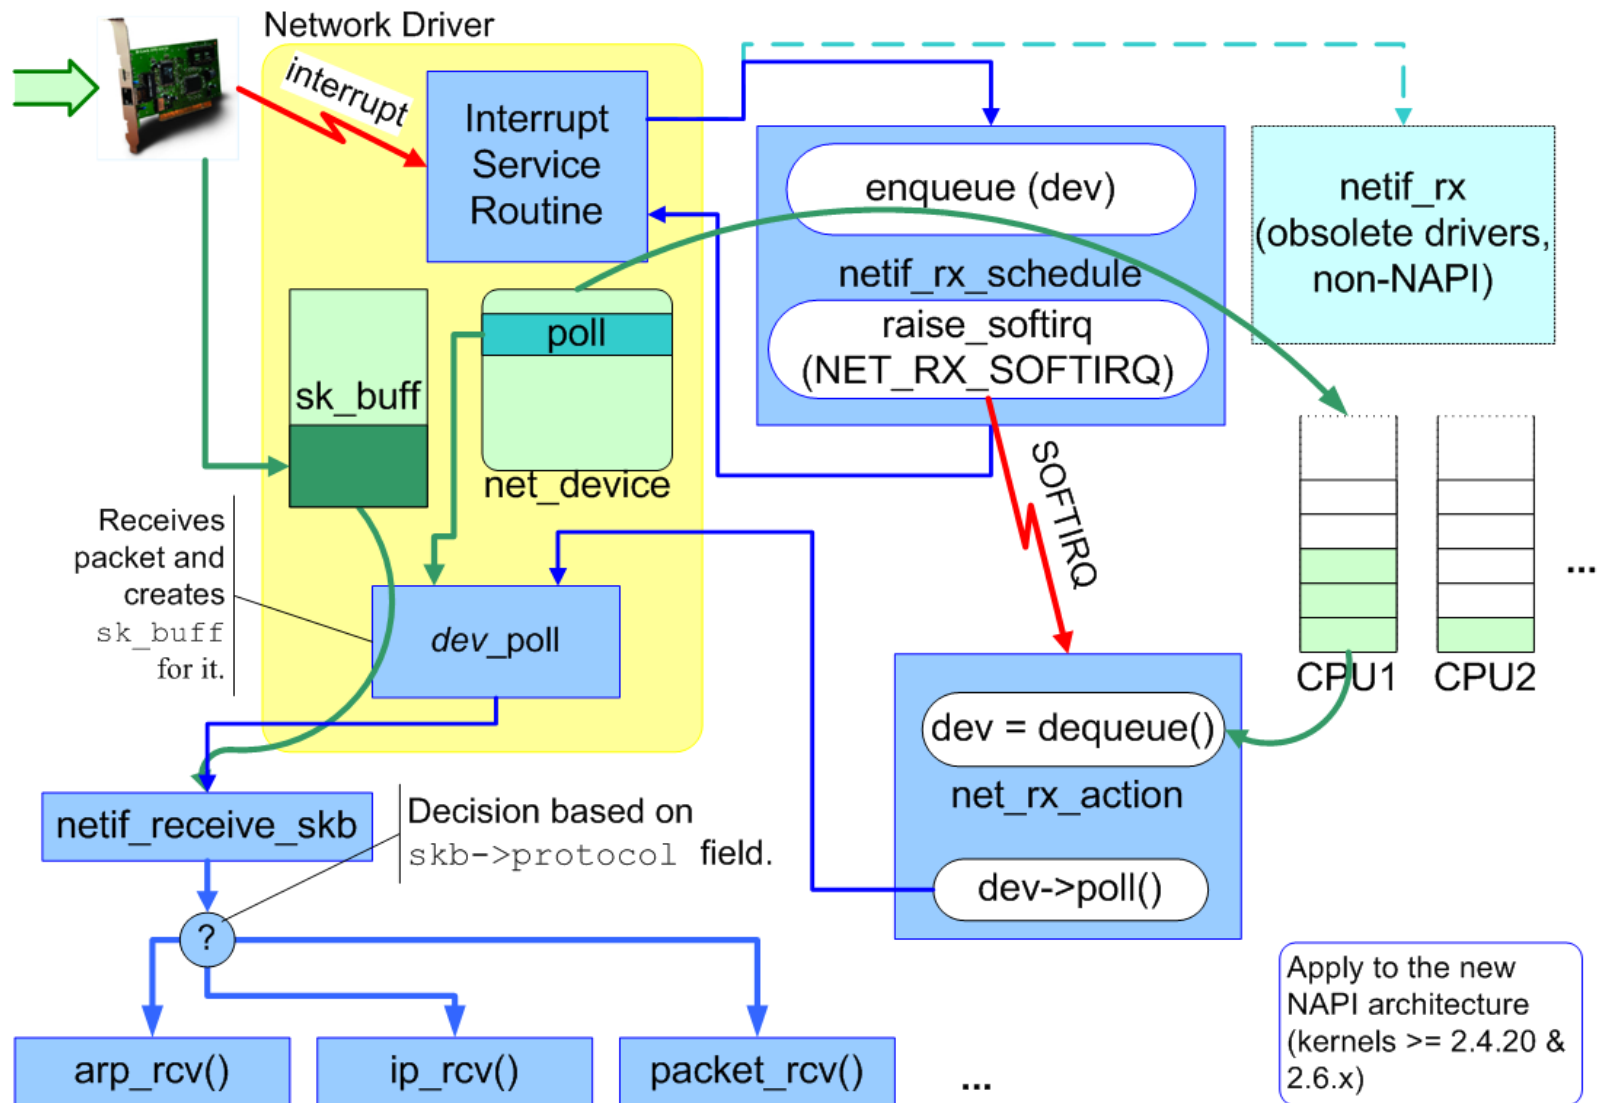 Network Driver
interrupt
Interrupt
Service
Routine
enqueue (dev)
netif_rx_schedule
raise_softirq
(NET_RX_SOFTIRQ)
netif_rx
(obsolete drivers,
non-NAPI)
poll
sk_buff
net_device
SOFTIRQ
Receives
packet and
creates
sk_buff
for it.
dev_poll
...
CPU1
CPU2
dev = dequeue()
net_rx_action
dev->poll()
netif_receive_skb
Decision based on
skb->protocol field.
?
arp_rcv()
ip_rcv()
packet_rcv()
...
Apply to the new
NAPI architecture
(kernels >= 2.4.20 &
2.6.x)